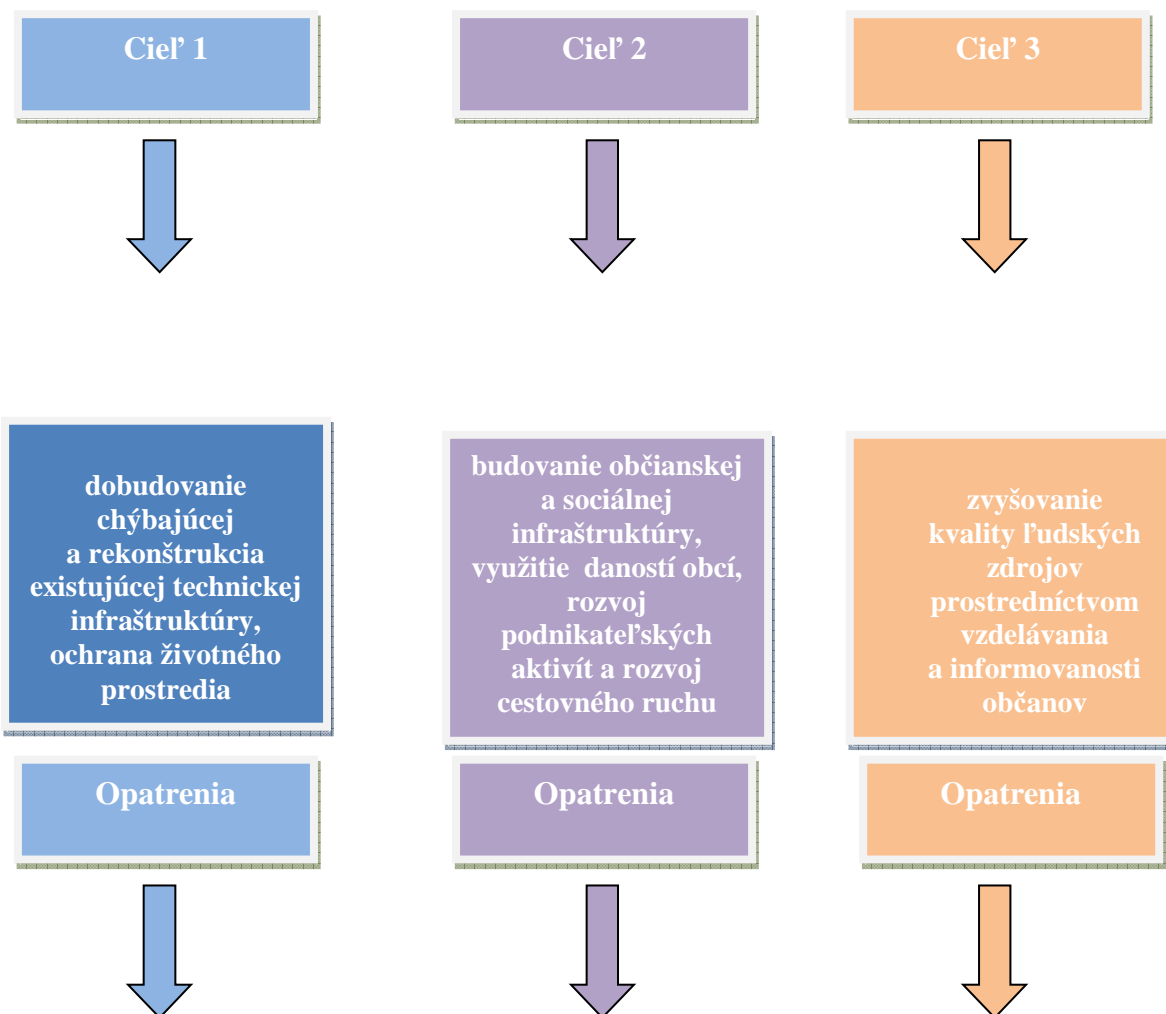 Cieľ 1
Cieľ 2
Cieľ 3
dobudovanie
chýbajúcej
a rekonštrukcia
existujúcej technickej
infraštruktúry,
ochrana životného
prostredia
budovanie občianskej
a sociálnej
infraštruktúry,
využitie daností obcí,
rozvoj
podnikateľských
aktivít a rozvoj
cestovného ruchu
zvyšovanie
kvality ľudských
zdrojov
prostredníctvom
vzdelávania
a informovanosti
občanov
Opatrenia
Opatrenia
Opatrenia